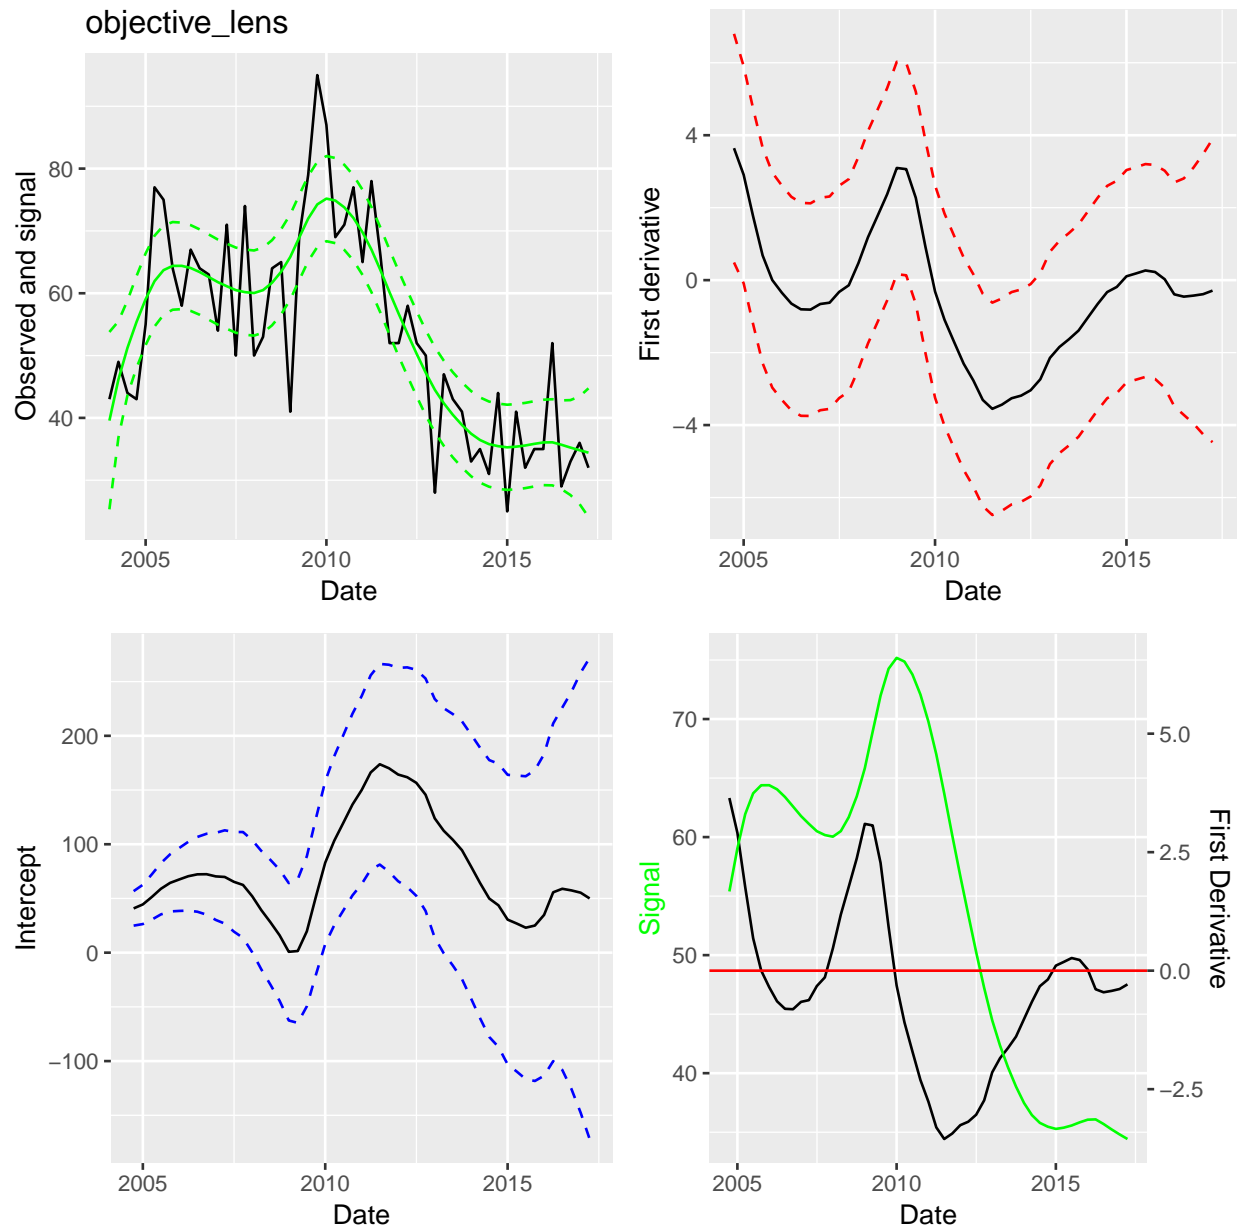 objective_lens
Observed and signal
80
60
40
2005 2010 2015
Date
First derivative
4
2
0
−4
2005 2010 2015
Date
Intercept
200
100
0
−100
2005 2010 2015
Date
Signal
70
60
50
40
5.0
2.5
0.0
−2.5
First Derivative
2005 2010 2015
Date